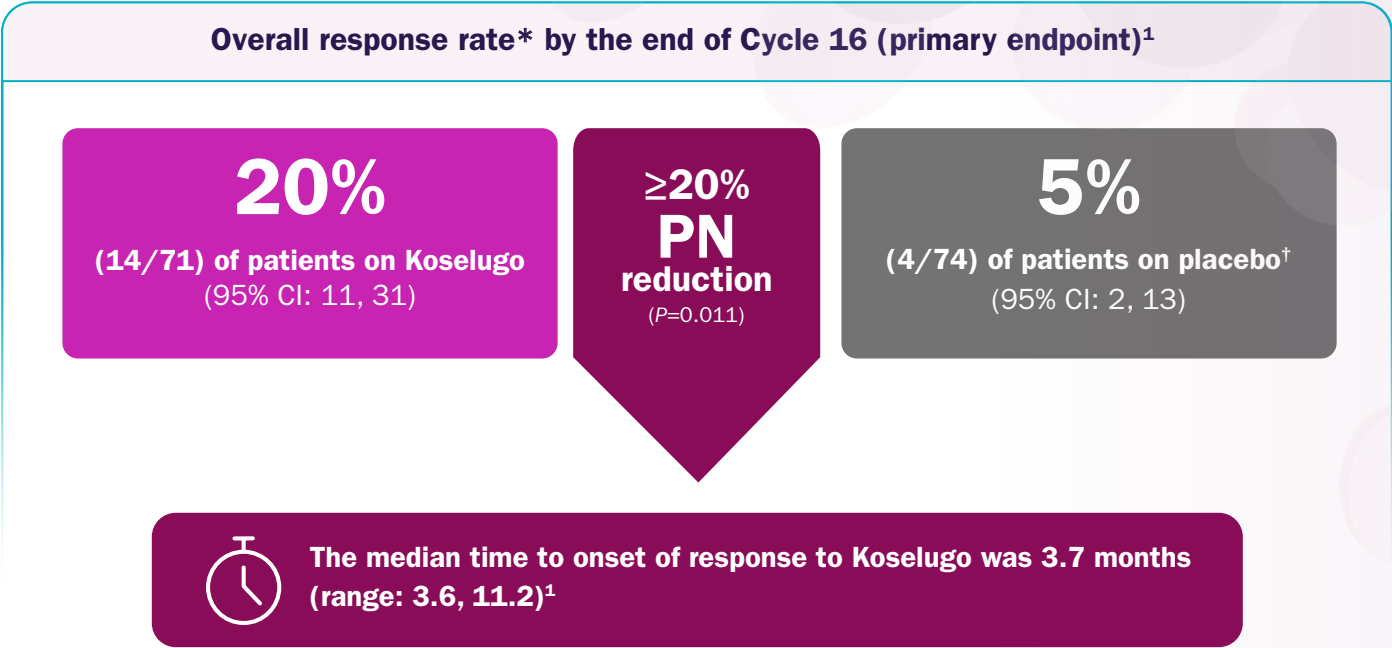 Overall response rate* by the end of Cycle 16 (primary endpoint)¹
20%
(14/71) of patients on Koselugo
(95% CI: 11, 31)
≥20%
PN
reduction
(P=0.011)
5%
(4/74) of patients on placebo†
(95% CI: 2, 13)
The median time to onset of response to Koselugo was 3.7 months
(range: 3.6, 11.2)¹